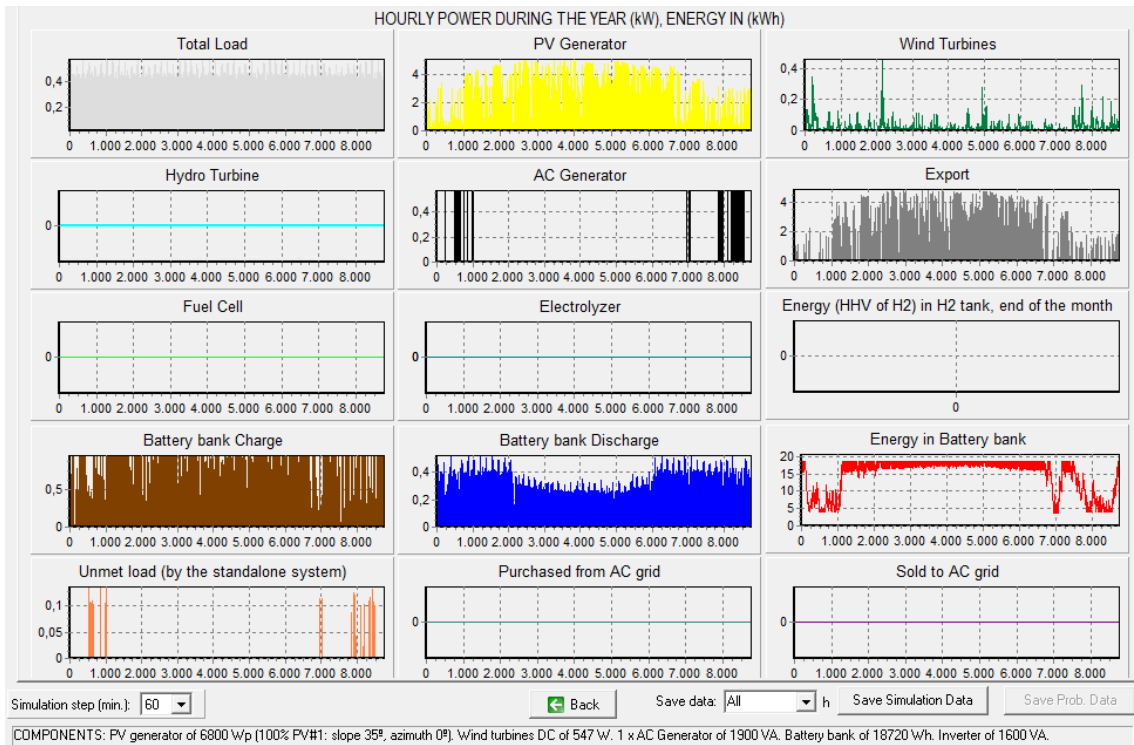 HOURLY POWER DURING THE YEAR (kW), ENERGY IN (kWh)
Total Load
0,4
0,2
0 1.000 2.000 3.000 4.000 5.000 6.000 7.000 8.000
PV Generator
4
2
0
0 1.000 2.000 3.000 4.000 5.000 6.000 7.000 8.000
Wind Turbines
0,4
0,2
0
0 1.000 2.000 3.000 4.000 5.000 6.000 7.000 8.000
Hydro Turbine
0
0 1.000 2.000 3.000 4.000 5.000 6.000 7.000 8.000
AC Generator
0,4
0,2
0
0 1.000 2.000 3.000 4.000 5.000 6.000 7.000 8.000
Export
4
2
0
0 1.000 2.000 3.000 4.000 5.000 6.000 7.000 8.000
Fuel Cell
0
0 1.000 2.000 3.000 4.000 5.000 6.000 7.000 8.000
Electrolyzer
0
0 1.000 2.000 3.000 4.000 5.000 6.000 7.000 8.000
Energy (HHV of H2) in H2 tank, end of the month
0
0
Battery bank Charge
0,5
0
0 1.000 2.000 3.000 4.000 5.000 6.000 7.000 8.000
Battery bank Discharge
0,4
0,2
0
0 1.000 2.000 3.000 4.000 5.000 6.000 7.000 8.000
Energy in Battery bank
20
15
10
5
0
0 1.000 2.000 3.000 4.000 5.000 6.000 7.000 8.000
Unmet load (by the standalone system)
0,1
0,05
0
0 1.000 2.000 3.000 4.000 5.000 6.000 7.000 8.000
Purchased from AC grid
0
0 1.000 2.000 3.000 4.000 5.000 6.000 7.000 8.000
Sold to AC grid
0
0 1.000 2.000 3.000 4.000 5.000 6.000 7.000 8.000
Simulation step (min.): 60 Back Save data: All h Save Simulation Data Save Prob. Data
COMPONENTS: PV generator of 6800 Wp (100% PV#1: slope 35º, azimuth 0º). Wind turbines DC of 547 W. 1 x AC Generator of 1900 VA. Battery bank of 18720 Wh. Inverter of 1600 VA.